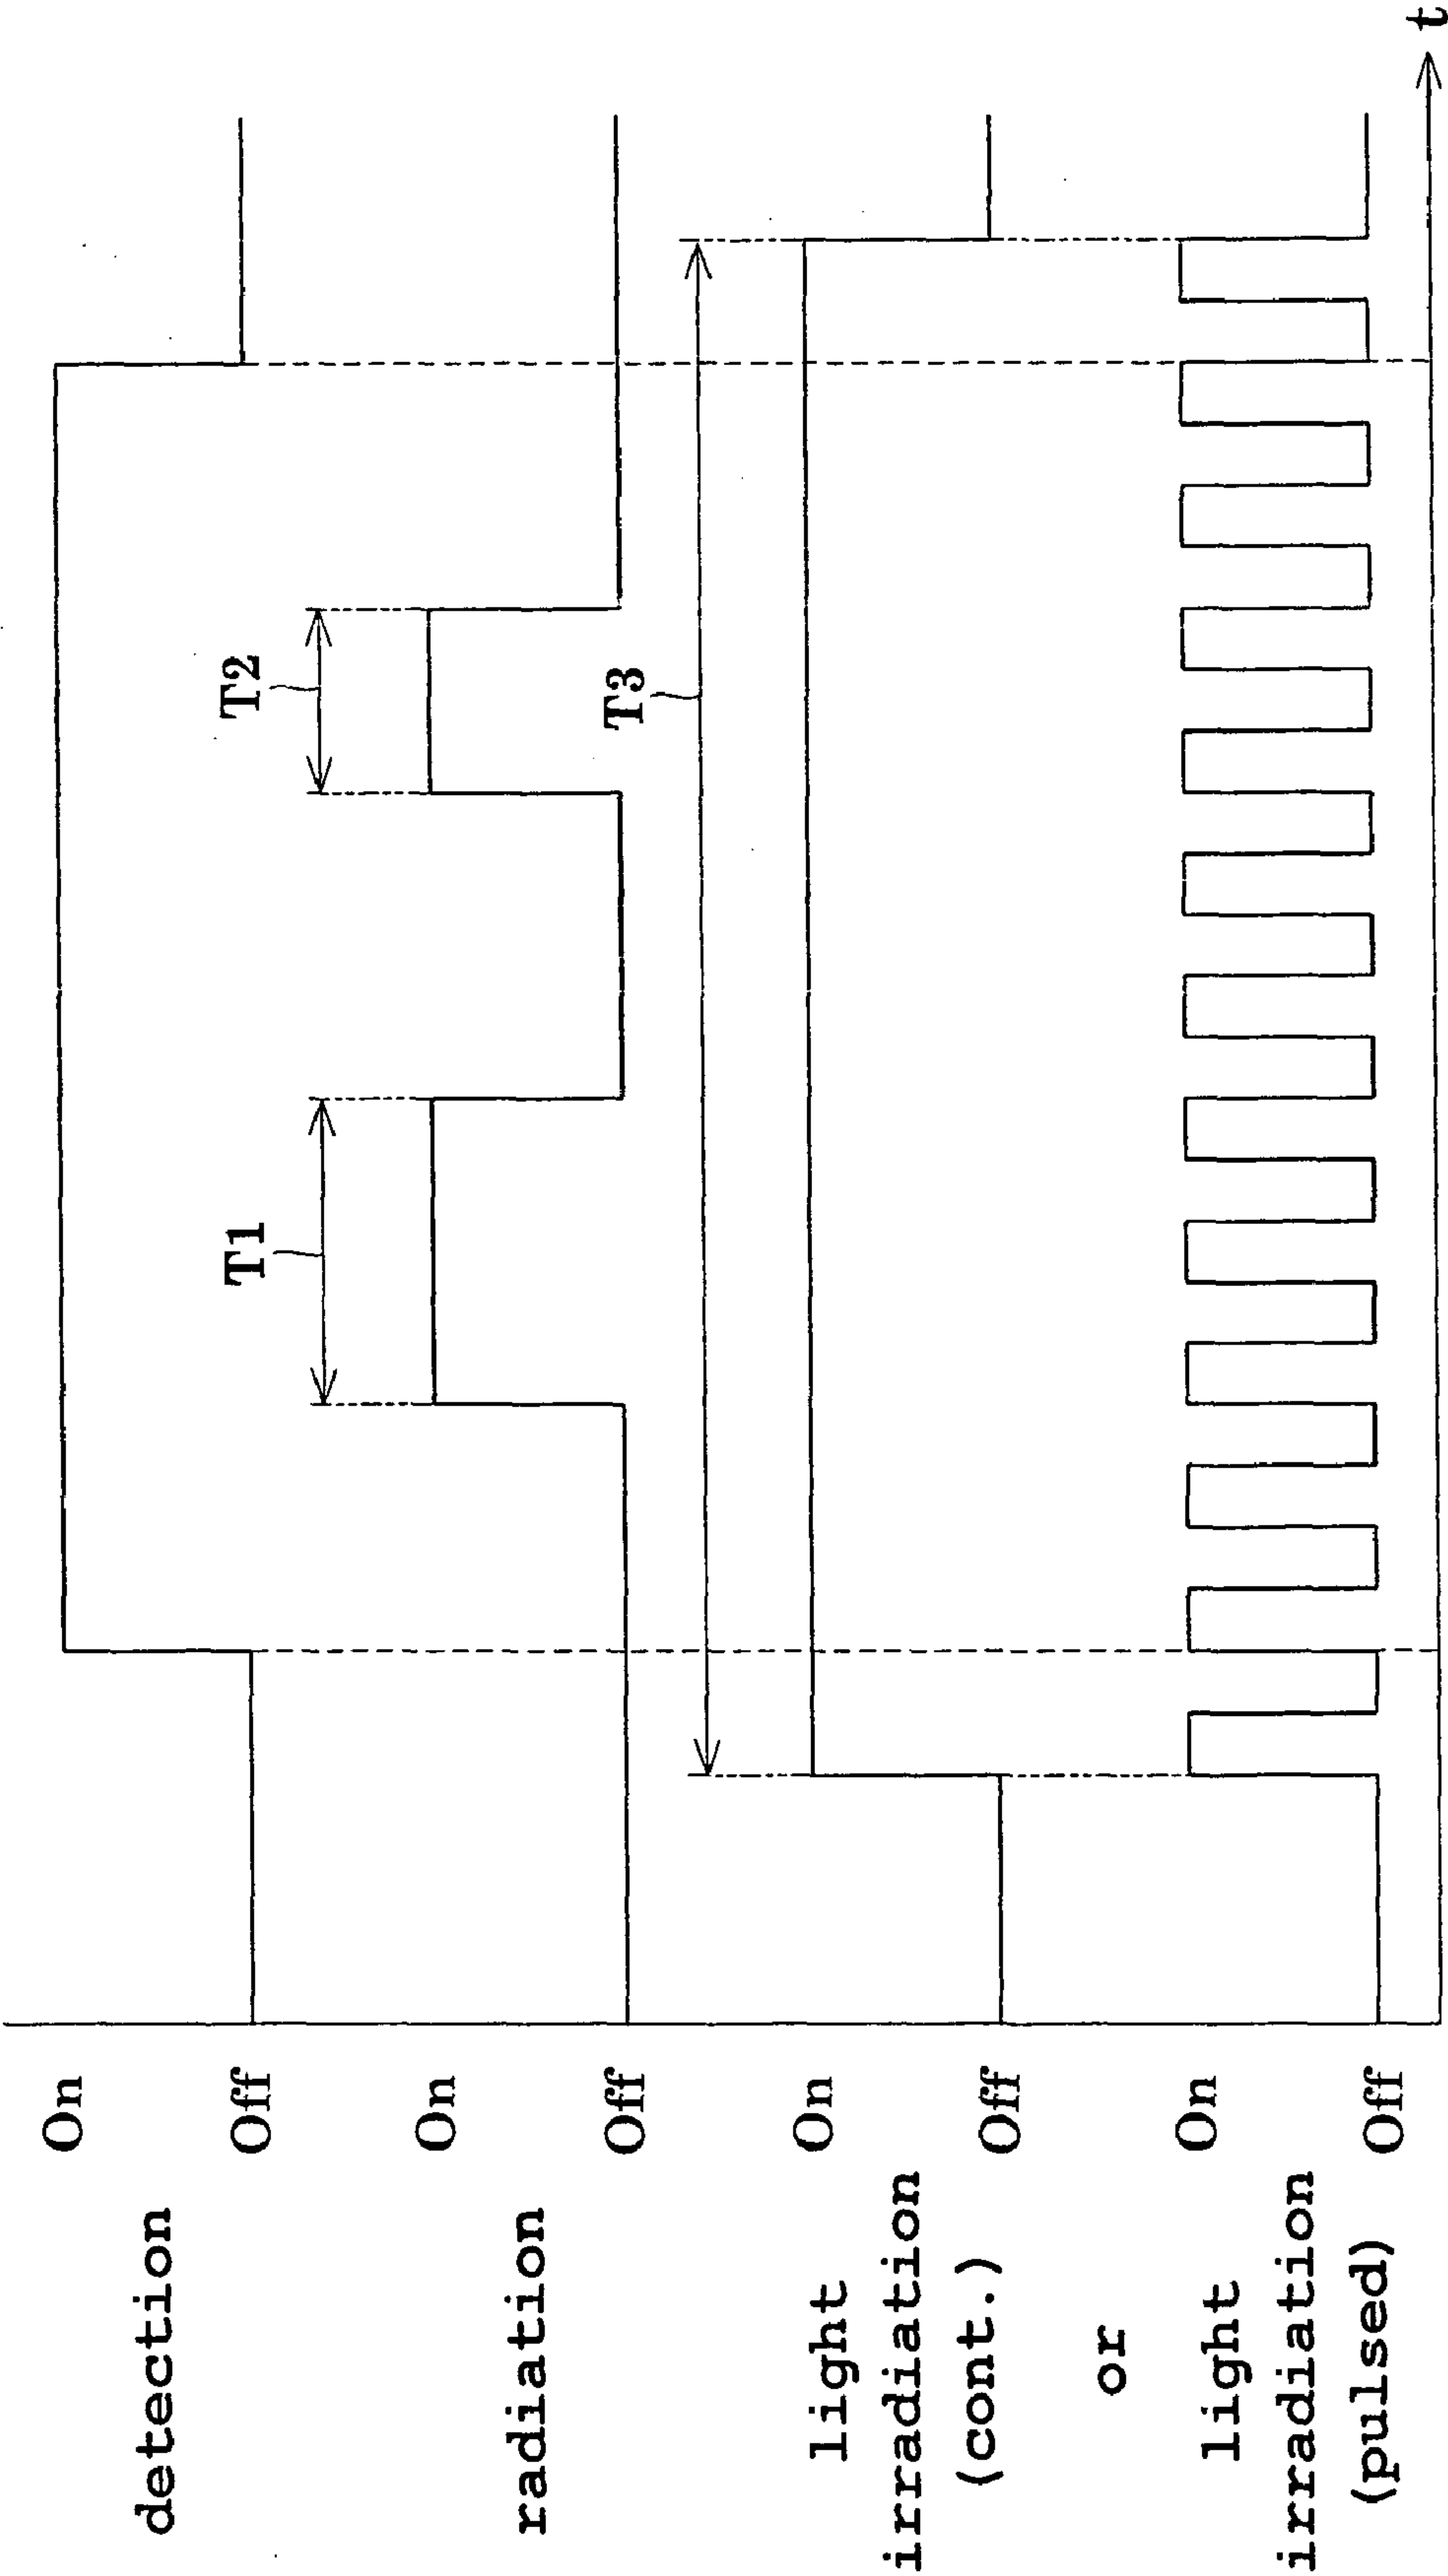 detection
On
Off
T1
T2
radiation
On
Off
T3
light
irradiation
(cont.)
On
Off
or
light
irradiation
(pulsed)
On
Off
t